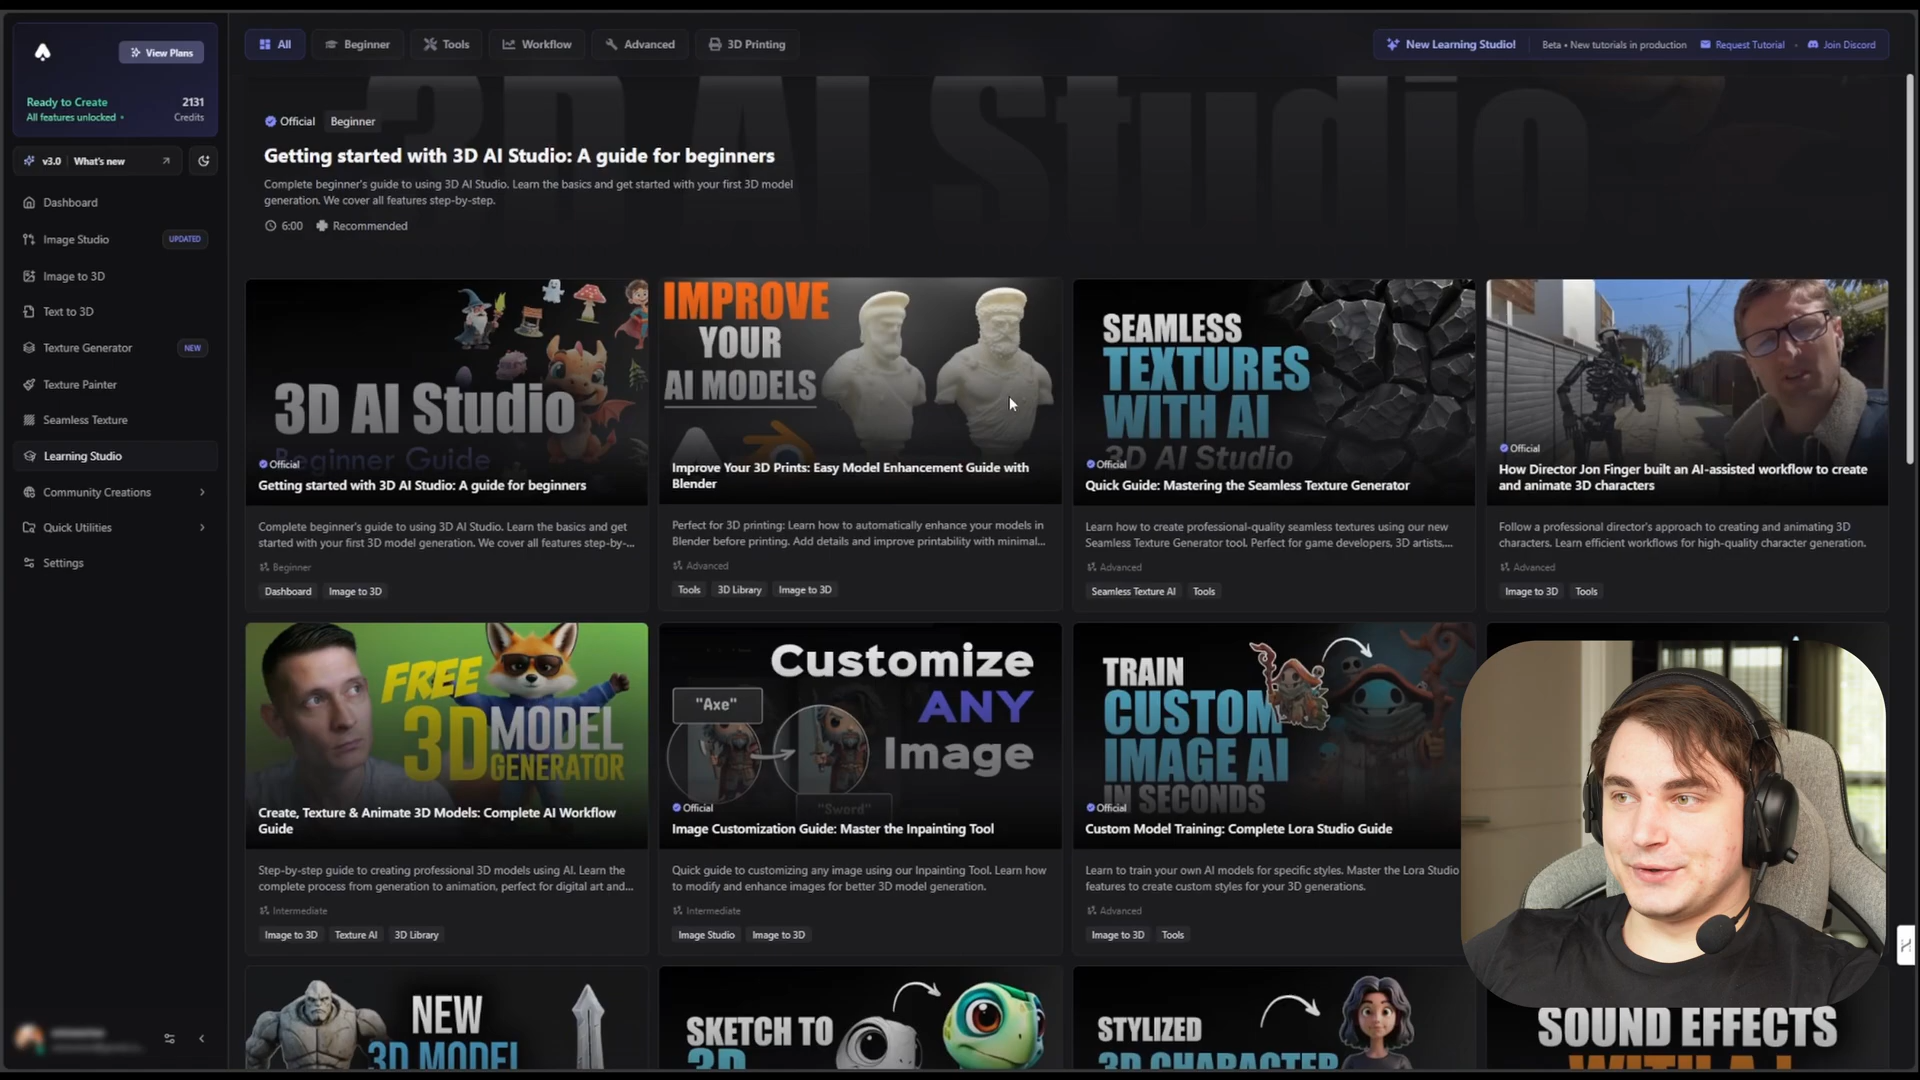 View Plans
Ready to Create
2131
All features unlocked
Credits
v3.0
What's new
Dashboard
Image Studio
UPDATED
Image to 3D
Text to 3D
Texture Generator
NEW
Texture Painter
Seamless Texture
Learning Studio
Community Creations
Quick Utilities
Settings
All
Beginner
Tools
Workflow
Advanced
3D Printing
New Learning Studio!
Beta • New tutorials in production
Request Tutorial
Join Discord
3D AI Studio
Official
Beginner
Getting started with 3D AI Studio: A guide for beginners
Complete beginner's guide to using 3D AI Studio. Learn the basics and get started with your first 3D model
generation. We cover all features step-by-step.
6:00
Recommended
3D AI Studio
Beginner Guide
Official
Getting started with 3D AI Studio: A guide for beginners
Complete beginner's guide to using 3D AI Studio. Learn the basics and get
started with your first 3D model generation. We cover all features step-by-...
Beginner
Dashboard
Image to 3D
IMPROVE
YOUR
AI MODELS
Improve Your 3D Prints: Easy Model Enhancement Guide with
Blender
Perfect for 3D printing: Learn how to automatically enhance your models in
Blender before printing. Add details and improve printability with minimal...
Advanced
Tools
3D Library
Image to 3D
SEAMLESS
TEXTURES
WITH AI
3D AI Studio
Official
Quick Guide: Mastering the Seamless Texture Generator
Learn how to create professional-quality seamless textures using our new
Seamless Texture Generator tool. Perfect for game developers, 3D artists,...
Advanced
Seamless Texture AI
Tools
Official
How Director Jon Finger built an AI-assisted workflow to create
and animate 3D characters
Follow a professional director's approach to creating and animating 3D
characters. Learn efficient workflows for high-quality character generation.
Advanced
Image to 3D
Tools
FREE
3D MODEL
GENERATOR
Create, Texture & Animate 3D Models: Complete AI Workflow
Guide
Step-by-step guide to creating professional 3D models using AI. Learn the
complete process from generation to animation, perfect for digital art and...
Intermediate
Image to 3D
Texture AI
3D Library
Customize
ANY
Image
"Axe"
"Sword"
Official
Image Customization Guide: Master the Inpainting Tool
Quick guide to customizing any image using our Inpainting Tool. Learn how
to modify and enhance images for better 3D model generation.
Intermediate
Image Studio
Image to 3D
TRAIN
CUSTOM
IMAGE AI
IN SECONDS
Official
Custom Model Training: Complete Lora Studio Guide
Learn to train your own AI models for specific styles. Master the Lora Studio
features to create custom styles for your 3D generations.
Advanced
Image to 3D
Tools
NEW
3D MODEL
SKETCH TO
3D
STYLIZED
3D CHARACTER
SOUND EFFECTS
WITH AI